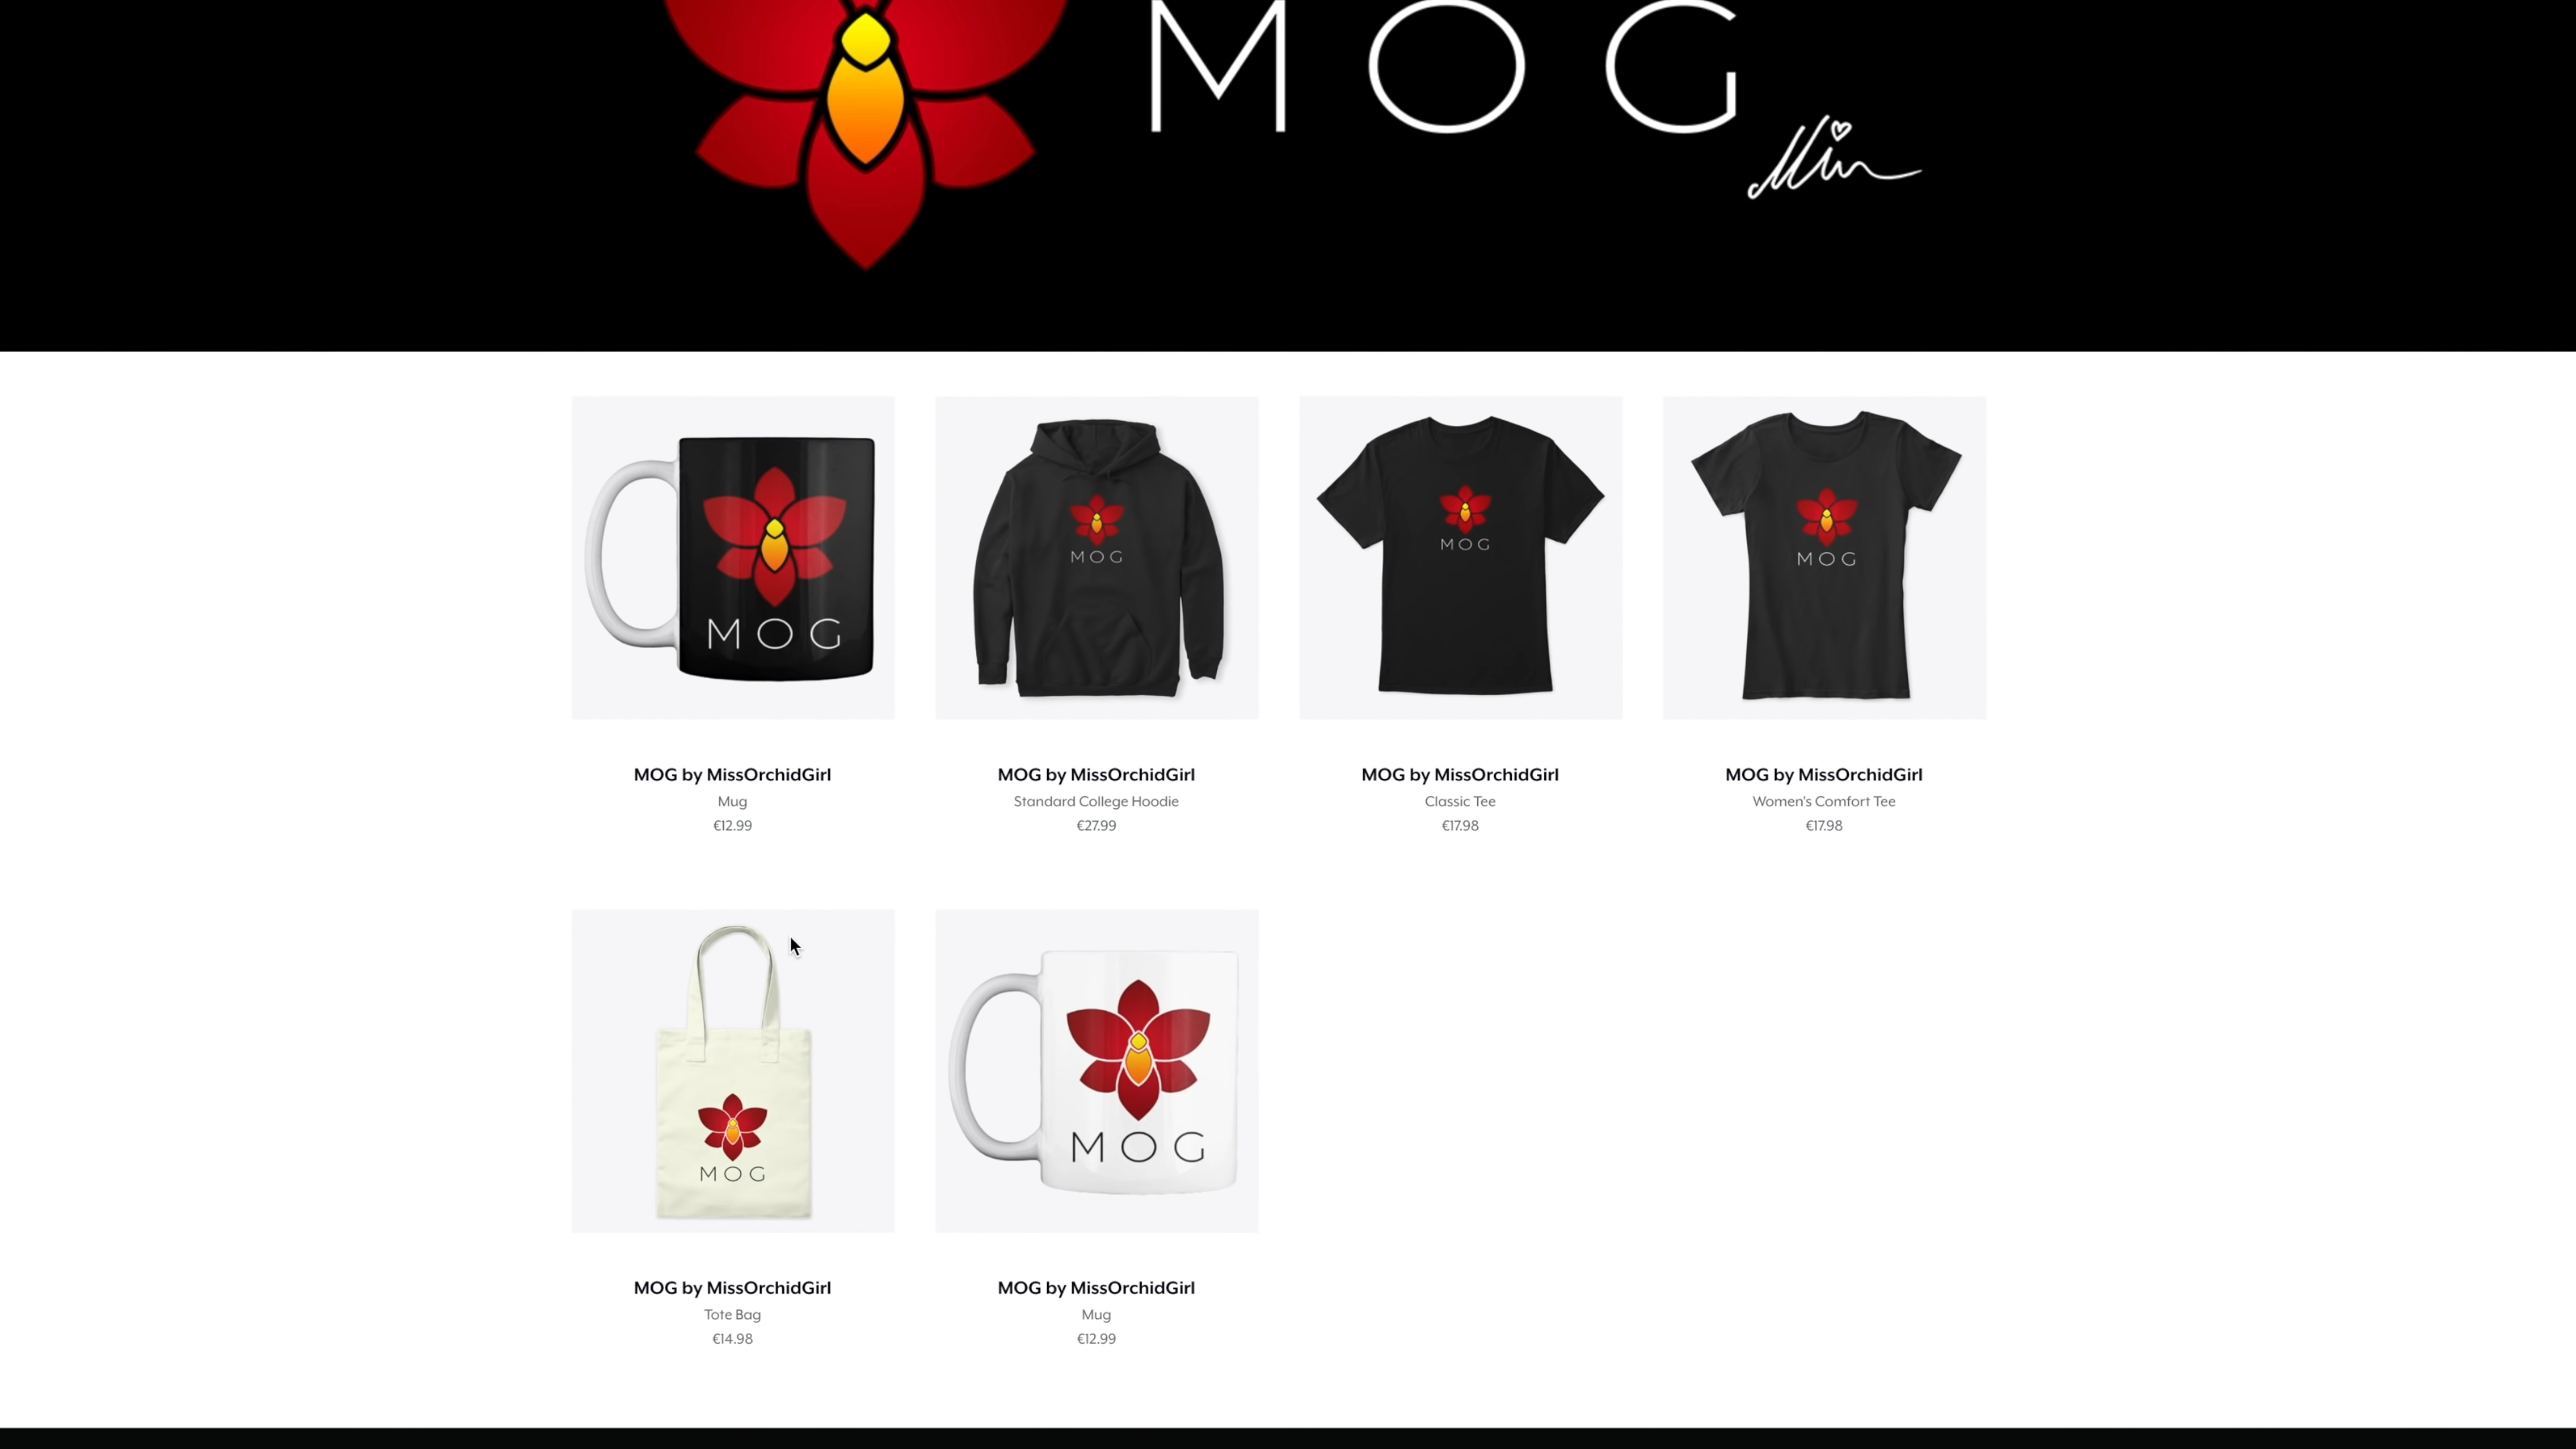 MOG
Min
MOG
MOG
MOG
MOG
MOG by MissOrchidGirl
Mug
€12.99
MOG by MissOrchidGirl
Standard College Hoodie
€27.99
MOG by MissOrchidGirl
Classic Tee
€17.98
MOG by MissOrchidGirl
Women's Comfort Tee
€17.98
MOG
MOG
MOG by MissOrchidGirl
Tote Bag
€14.98
MOG by MissOrchidGirl
Mug
€12.99